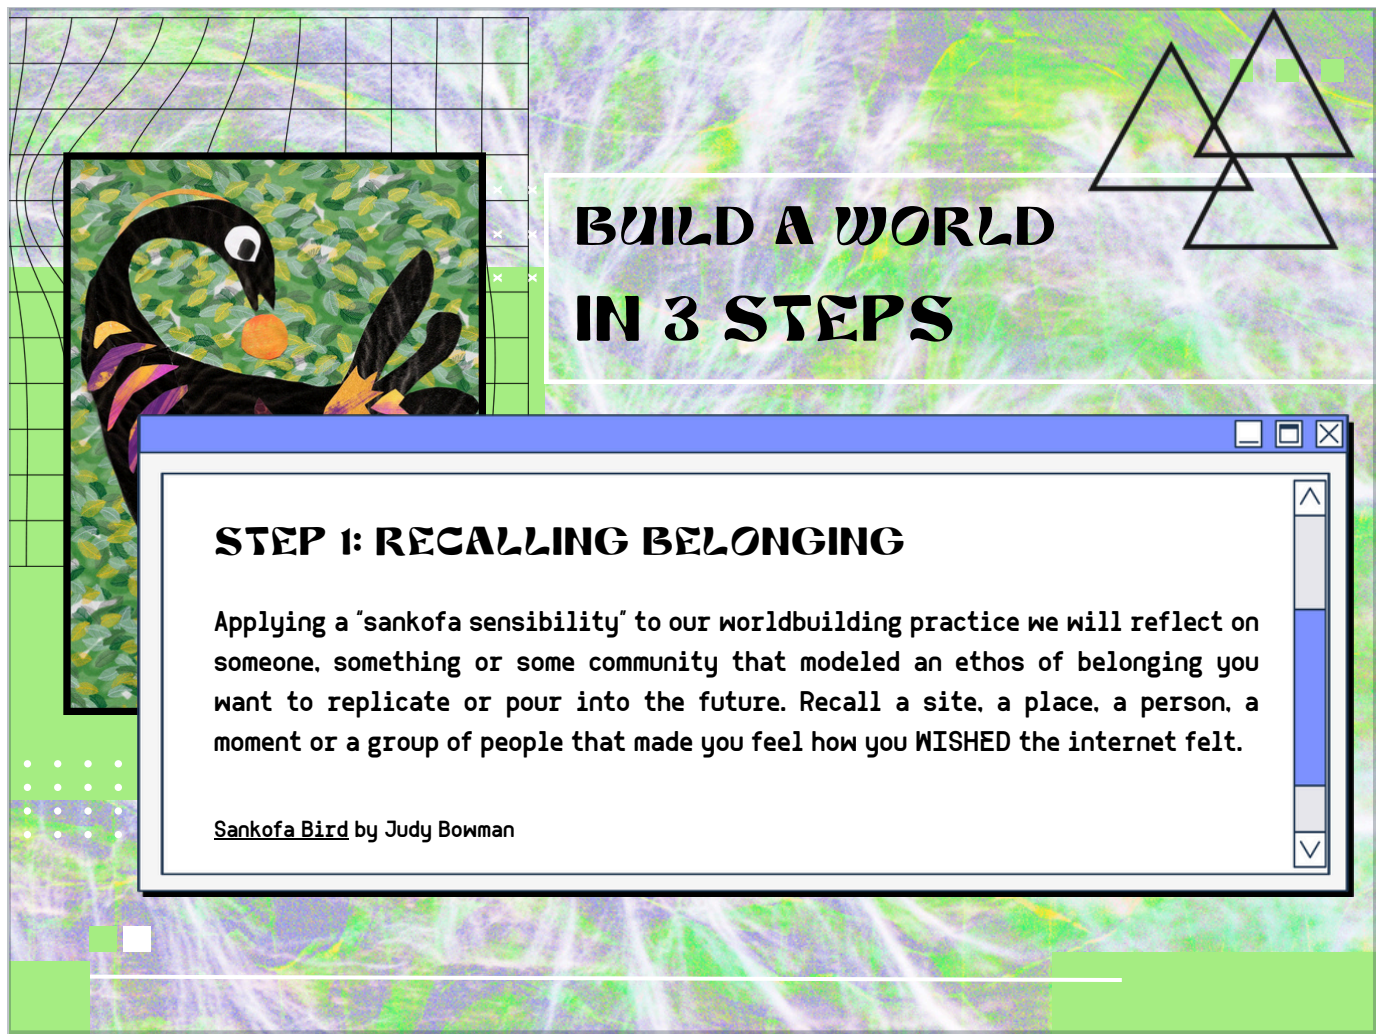 BUILD A WORLD
IN 3 STEPS
STEP 1: RECALLING BELONGING
Applying a "sankofa sensibility" to our worldbuilding practice we will reflect on
someone, something or some community that modeled an ethos of belonging you
want to replicate or pour into the future. Recall a site, a place, a person, a
moment or a group of people that made you feel how you WISHED the internet felt.
Sankofa Bird by Judy Bowman